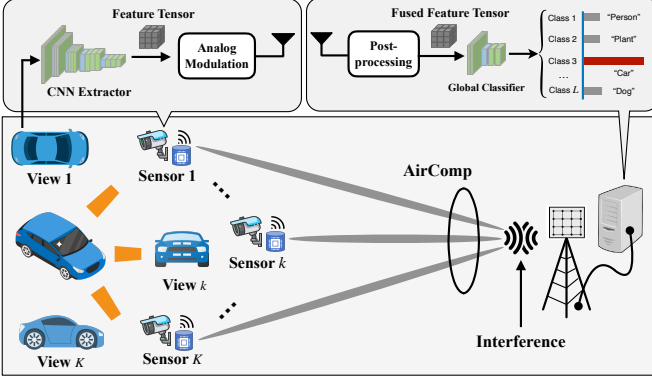 Feature Tensor
CNN Extractor
Analog
Modulation
Fused Feature Tensor
Post-
processing
Global Classifier
Class 1
"Person"
Class 2
"Plant"
Class 3
"Car"
...
Class L
"Dog"
View 1
Sensor 1
AirComp
View k
Sensor k
Interference
View K
Sensor K